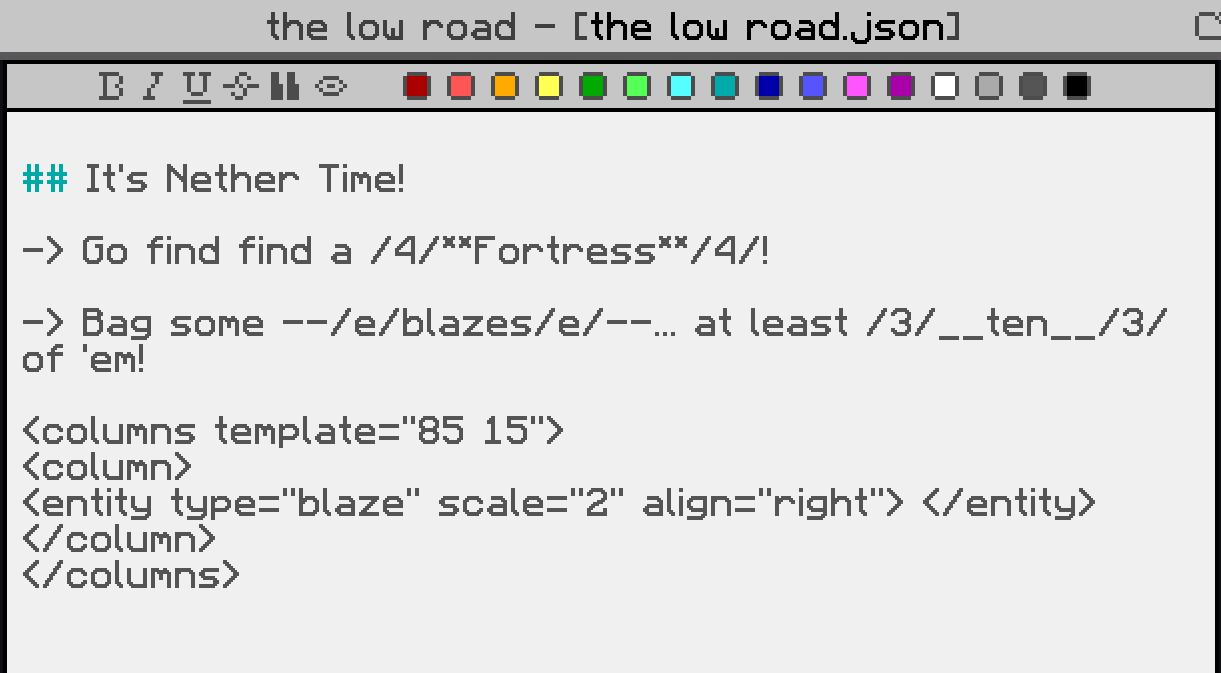 the low road - [the low road.json]
B I U S
## It's Nether Time!
-> Go find find a /4/**Fortress**/4/!
-> Bag some --/e/blazes/e/--... at least /3/__ten__/3/
of 'em!
<columns template="85 15">
<column>
<entity type="blaze" scale="2" align="right"> </entity>
</column>
</columns>